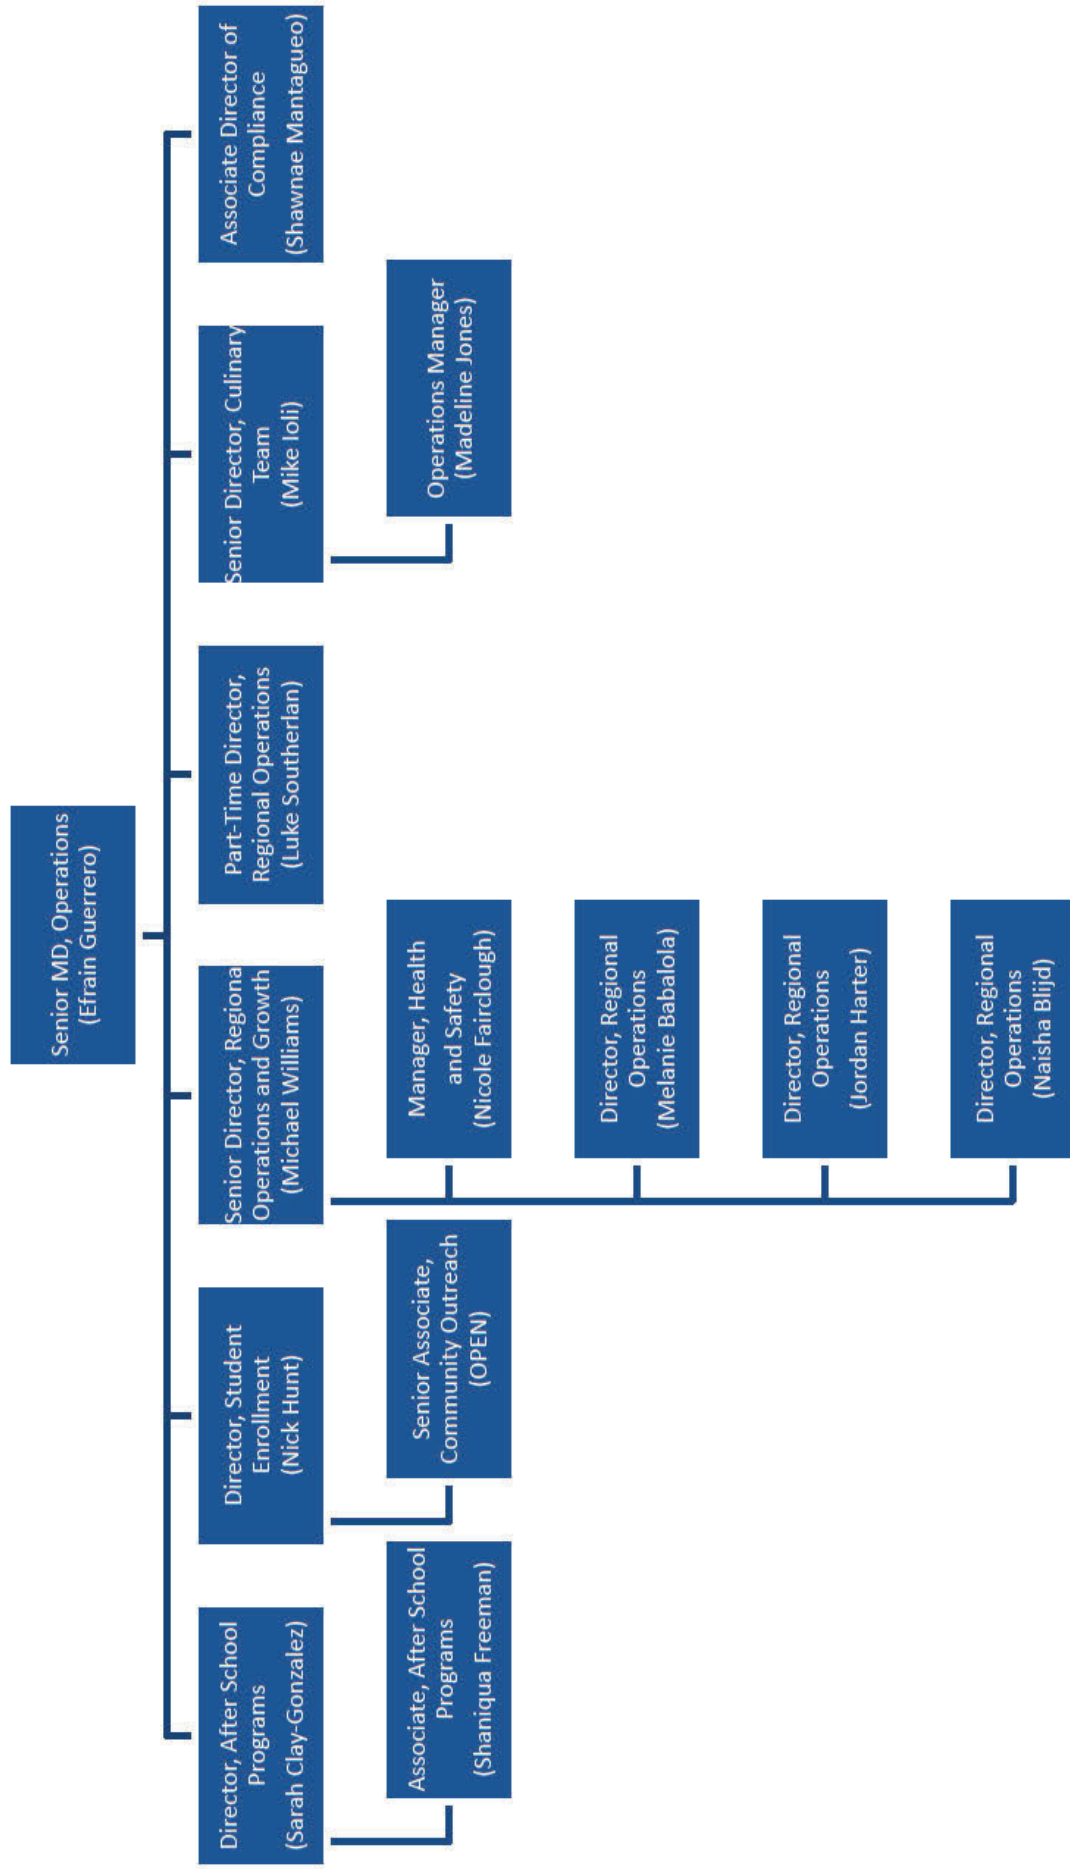 Senior MD, Operations
(Efrain Guerrero)
Director, After School
Programs
(Sarah Clay-Gonzalez)
Associate, After School
Programs
(Shaniqua Freeman)
Director, Student
Enrollment
(Nick Hunt)
Senior Associate,
Community Outreach
(OPEN)
Senior Director, Regional
Operations and Growth
(Michael Williams)
Manager, Health
and Safety
(Nicole Fairclough)
Director, Regional
Operations
(Melanie Babalola)
Director, Regional
Operations
(Jordan Harter)
Director, Regional
Operations
(Naisha Blijd)
Part-Time Director,
Regional Operations
(Luke Southerlan)
Senior Director, Culinary
Team
(Mike Ioli)
Operations Manager
(Madeline Jones)
Associate Director of
Compliance
(Shawnae Mantagueo)